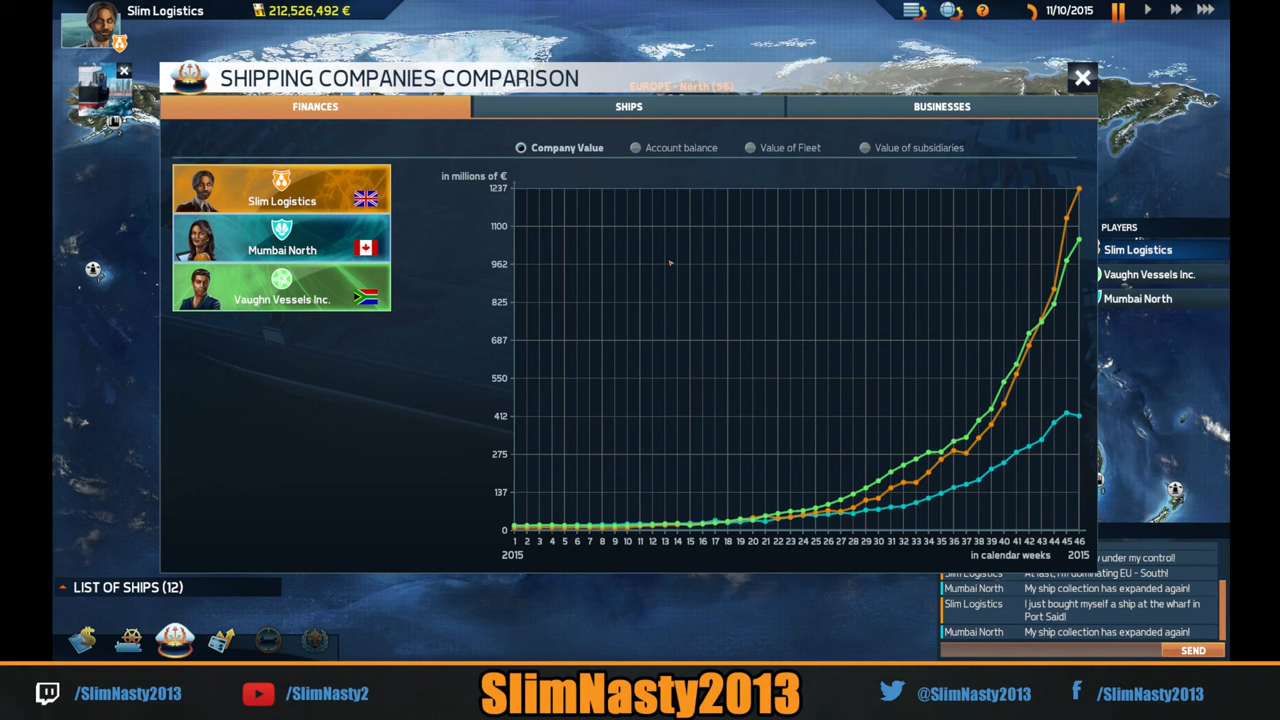 Slim Logistics
212,526,492 €
11/10/2015
SHIPPING COMPANIES COMPARISON
EUROPE - North (56)
FINANCES
SHIPS
BUSINESSES
Company Value
Account balance
Value of Fleet
Value of subsidiaries
Slim Logistics
Mumbai North
Vaughn Vessels Inc.
in millions of €
1237
1100
962
825
687
550
412
275
137
0
1 2 3 4 5 6 7 8 9 10 11 12 13 14 15 16 17 18 19 20 21 22 23 24 25 26 27 28 29 30 31 32 33 34 35 36 37 38 39 40 41 42 43 44 45 46
2015
in calendar weeks
2015
PLAYERS
Slim Logistics
Vaughn Vessels Inc.
Mumbai North
LIST OF SHIPS (12)
under my control!
Slim Logistics At last, I'm dominating EU - South!
Mumbai North My ship collection has expanded again!
Slim Logistics I just bought myself a ship at the wharf in
Port Said!
Mumbai North My ship collection has expanded again!
SEND
/SlimNasty2013
/SlimNasty2
SlimNasty2013
@SlimNasty2013
/SlimNasty2013